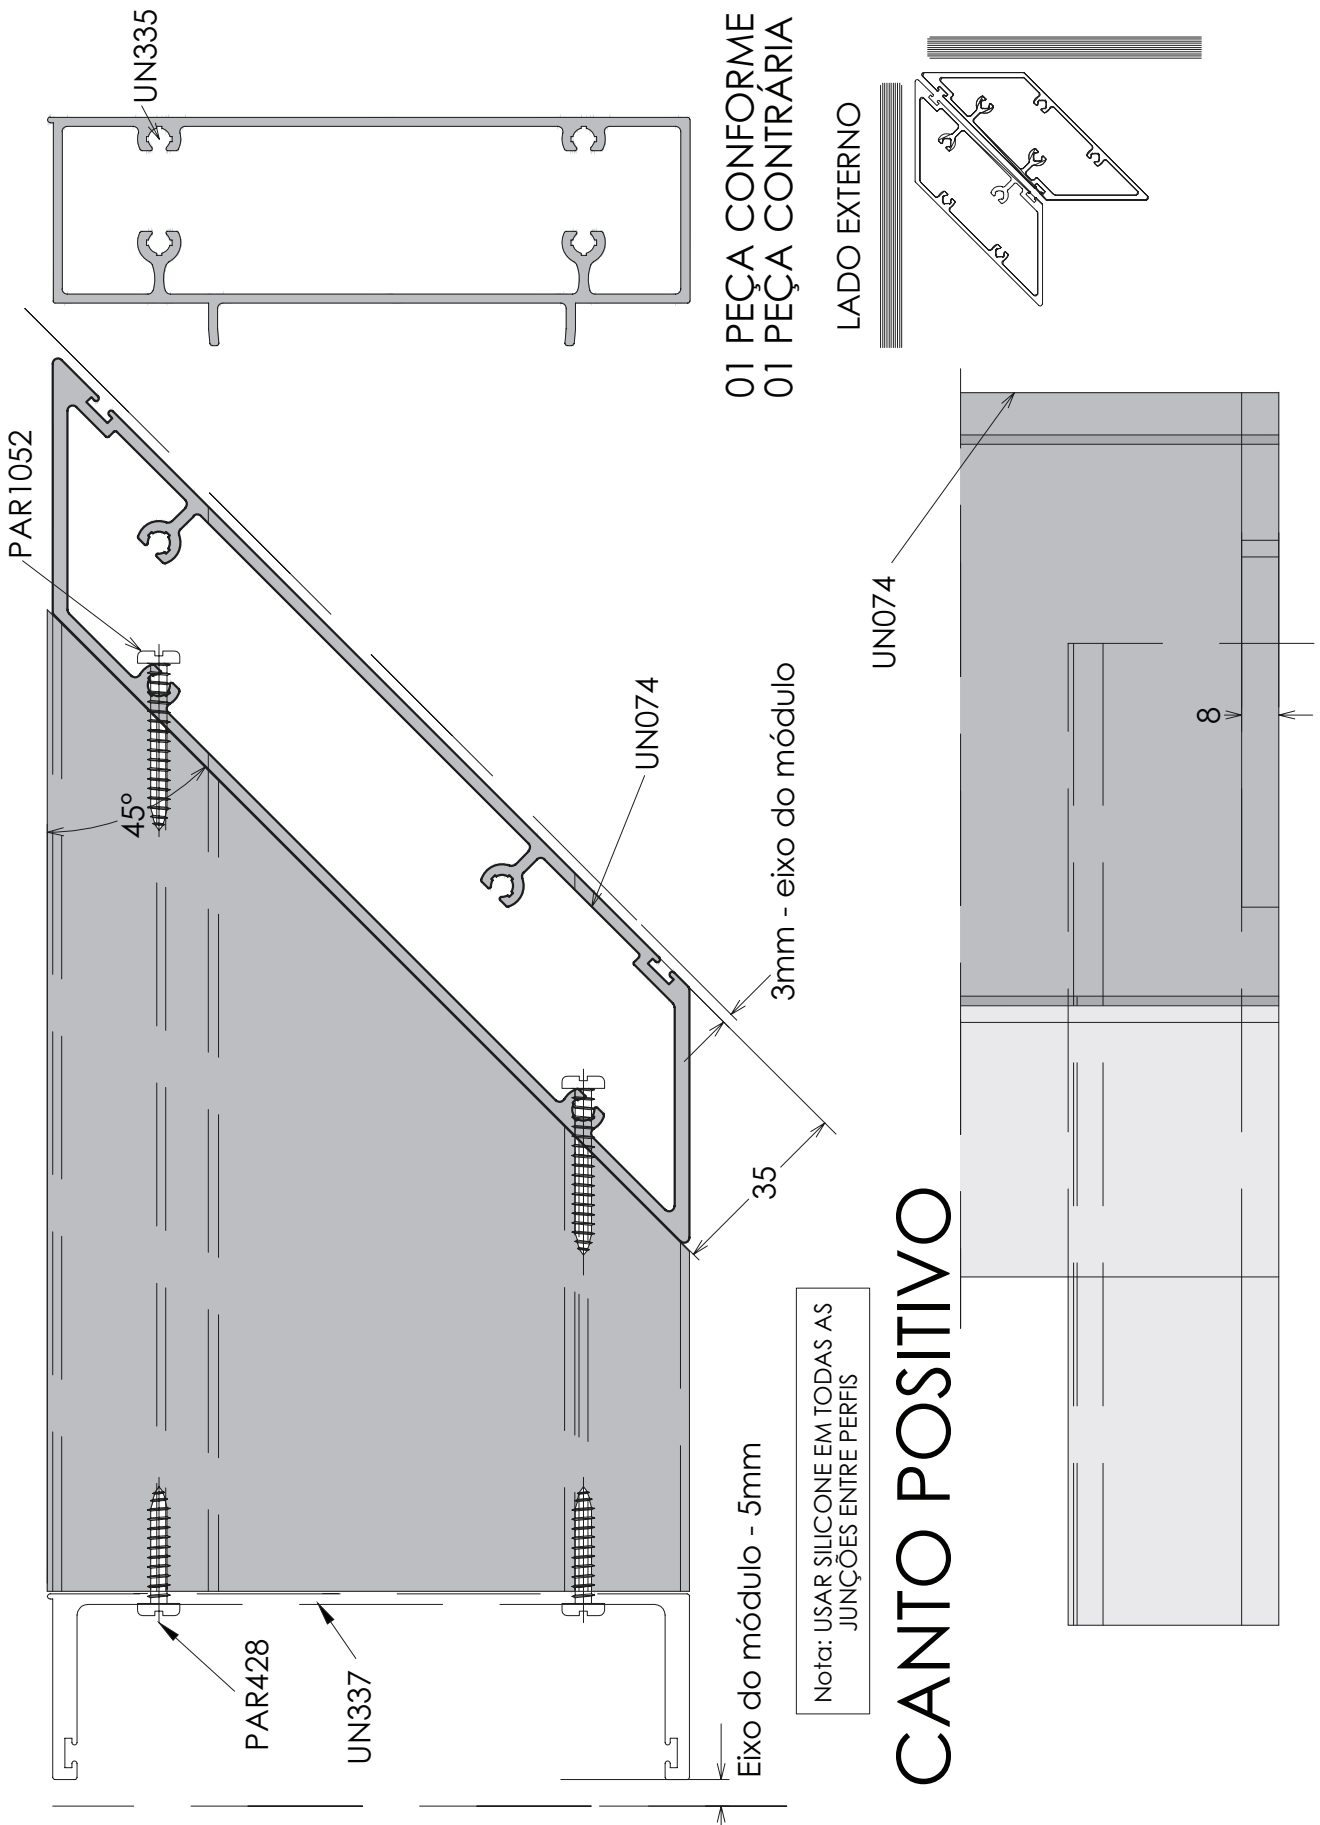 PAR1052
UN335
45°
PAR428
UN337
UN074
35
3mm - eixo do módulo
Eixo do módulo - 5mm
01 PEÇA CONFORME
01 PEÇA CONTRÁRIA
LADO EXTERNO
Nota: USAR SILICONE EM TODAS AS
JUNÇÕES ENTRE PERFIS
CANTO POSITIVO
UN074
8